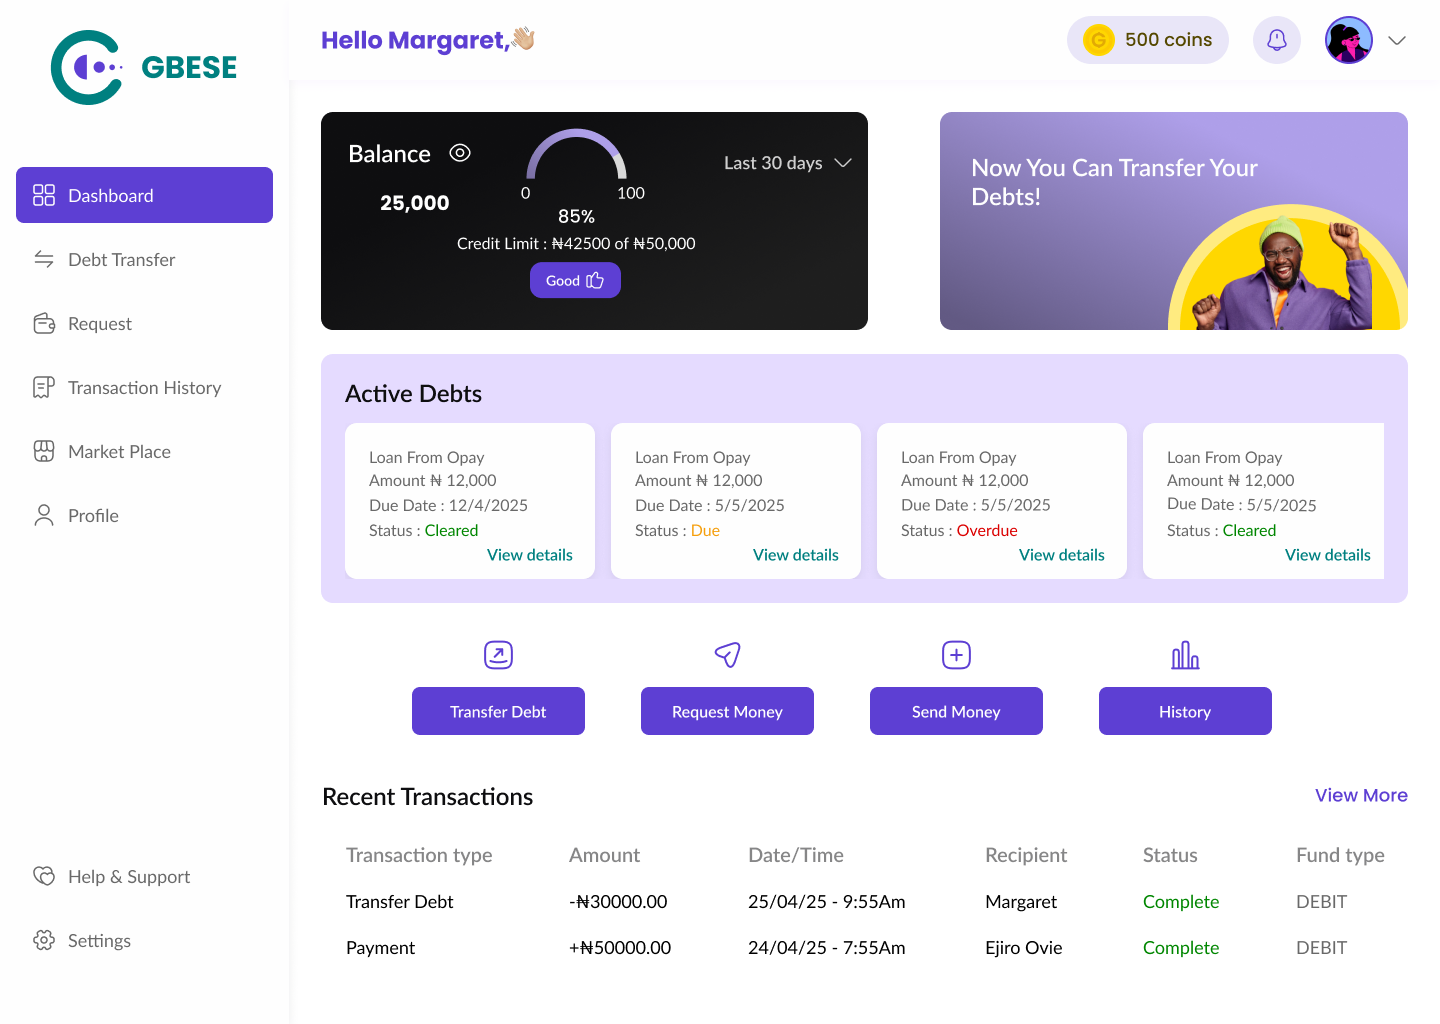 GBESE
Hello Margaret,👋🏼
G
500 coins
Dashboard
Debt Transfer
Request
Transaction History
Market Place
Profile
Help & Support
Settings
Balance
25,000
0
100
85%
Credit Limit : ₦42500 of ₦50,000
Good
Last 30 days
Now You Can Transfer Your
Debts!
Active Debts
Loan From Opay
Amount ₦ 12,000
Due Date : 12/4/2025
Status : Cleared
View details
Loan From Opay
Amount ₦ 12,000
Due Date : 5/5/2025
Status : Due
View details
Loan From Opay
Amount ₦ 12,000
Due Date : 5/5/2025
Status : Overdue
View details
Loan From Opay
Amount ₦ 12,000
Due Date : 5/5/2025
Status : Cleared
View details
Transfer Debt
Request Money
Send Money
History
Recent Transactions
View More
Transaction type Amount Date/Time Recipient Status Fund type
Transfer Debt -₦30000.00 25/04/25 - 9:55Am Margaret Complete DEBIT
Payment +₦50000.00 24/04/25 - 7:55Am Ejiro Ovie Complete DEBIT